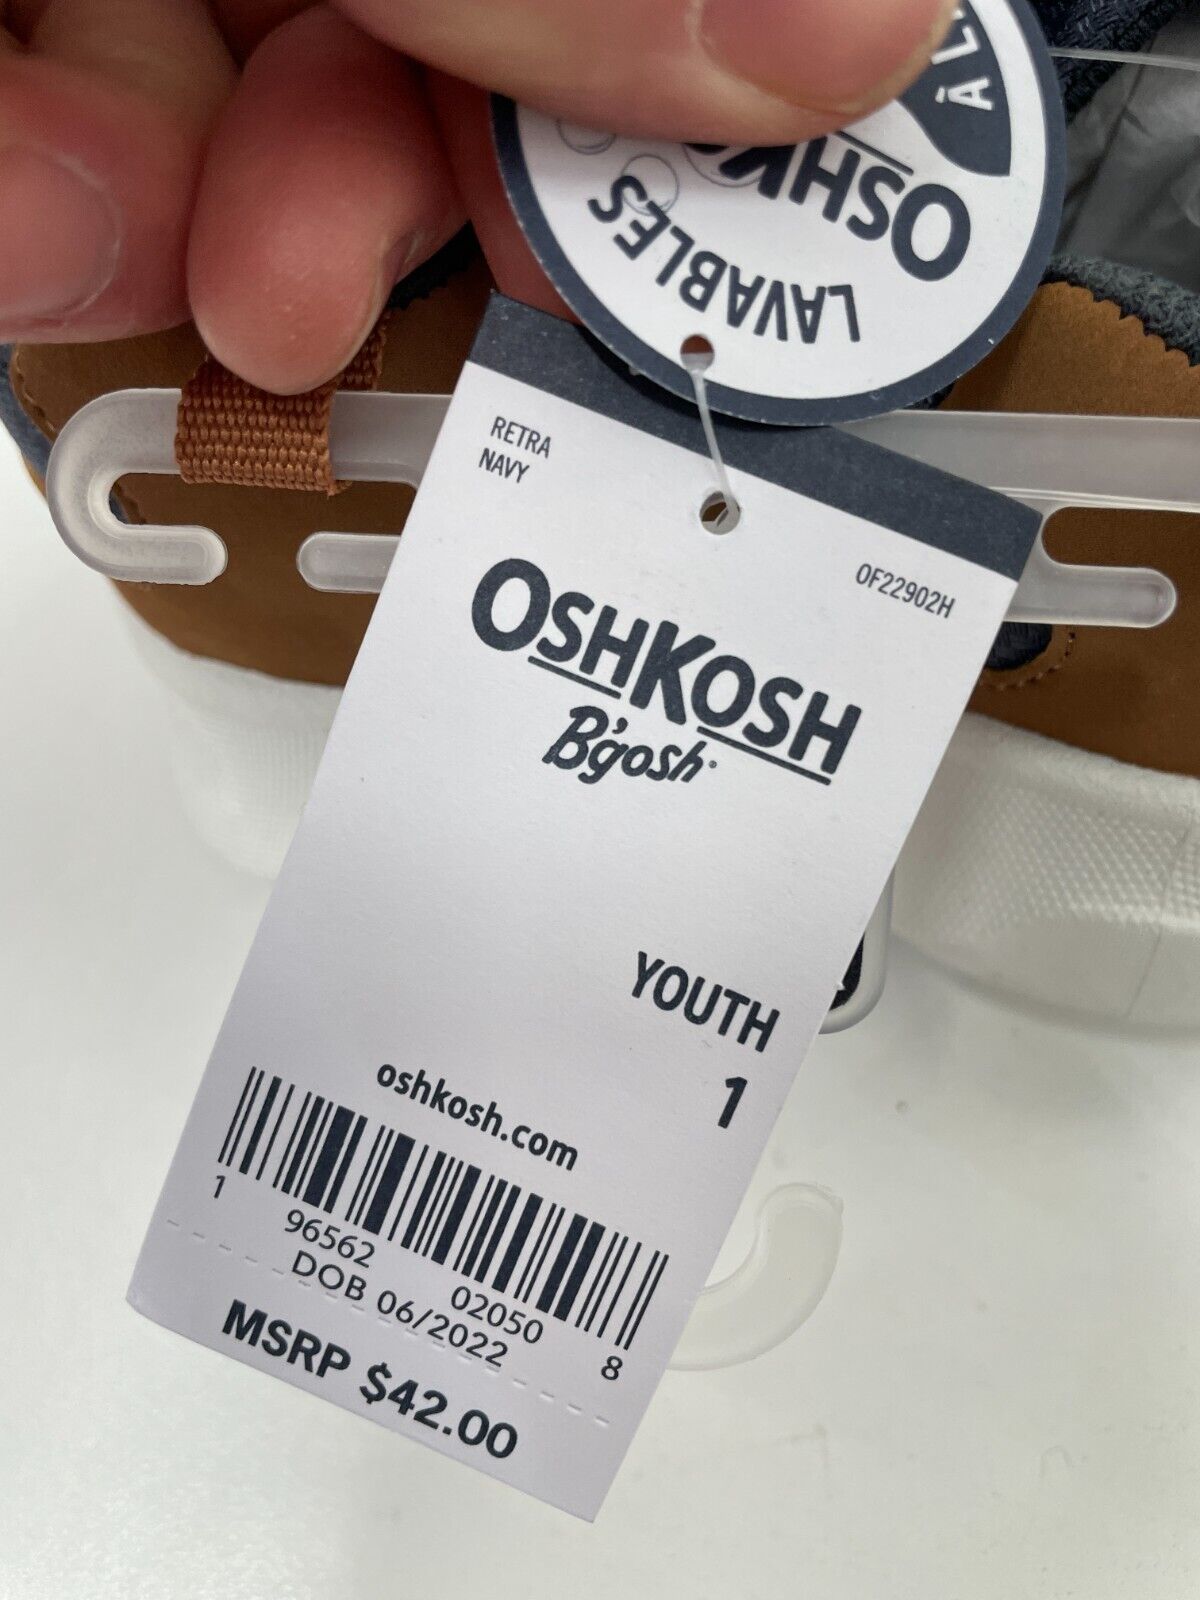 À L
OSHK
LAVABLES
RETRA
NAVY
OF22902H
OSHKOSH
B'gosh
YOUTH
1
oshkosh.com
1 96562 02050 8
DOB 06/2022
MSRP $42.00